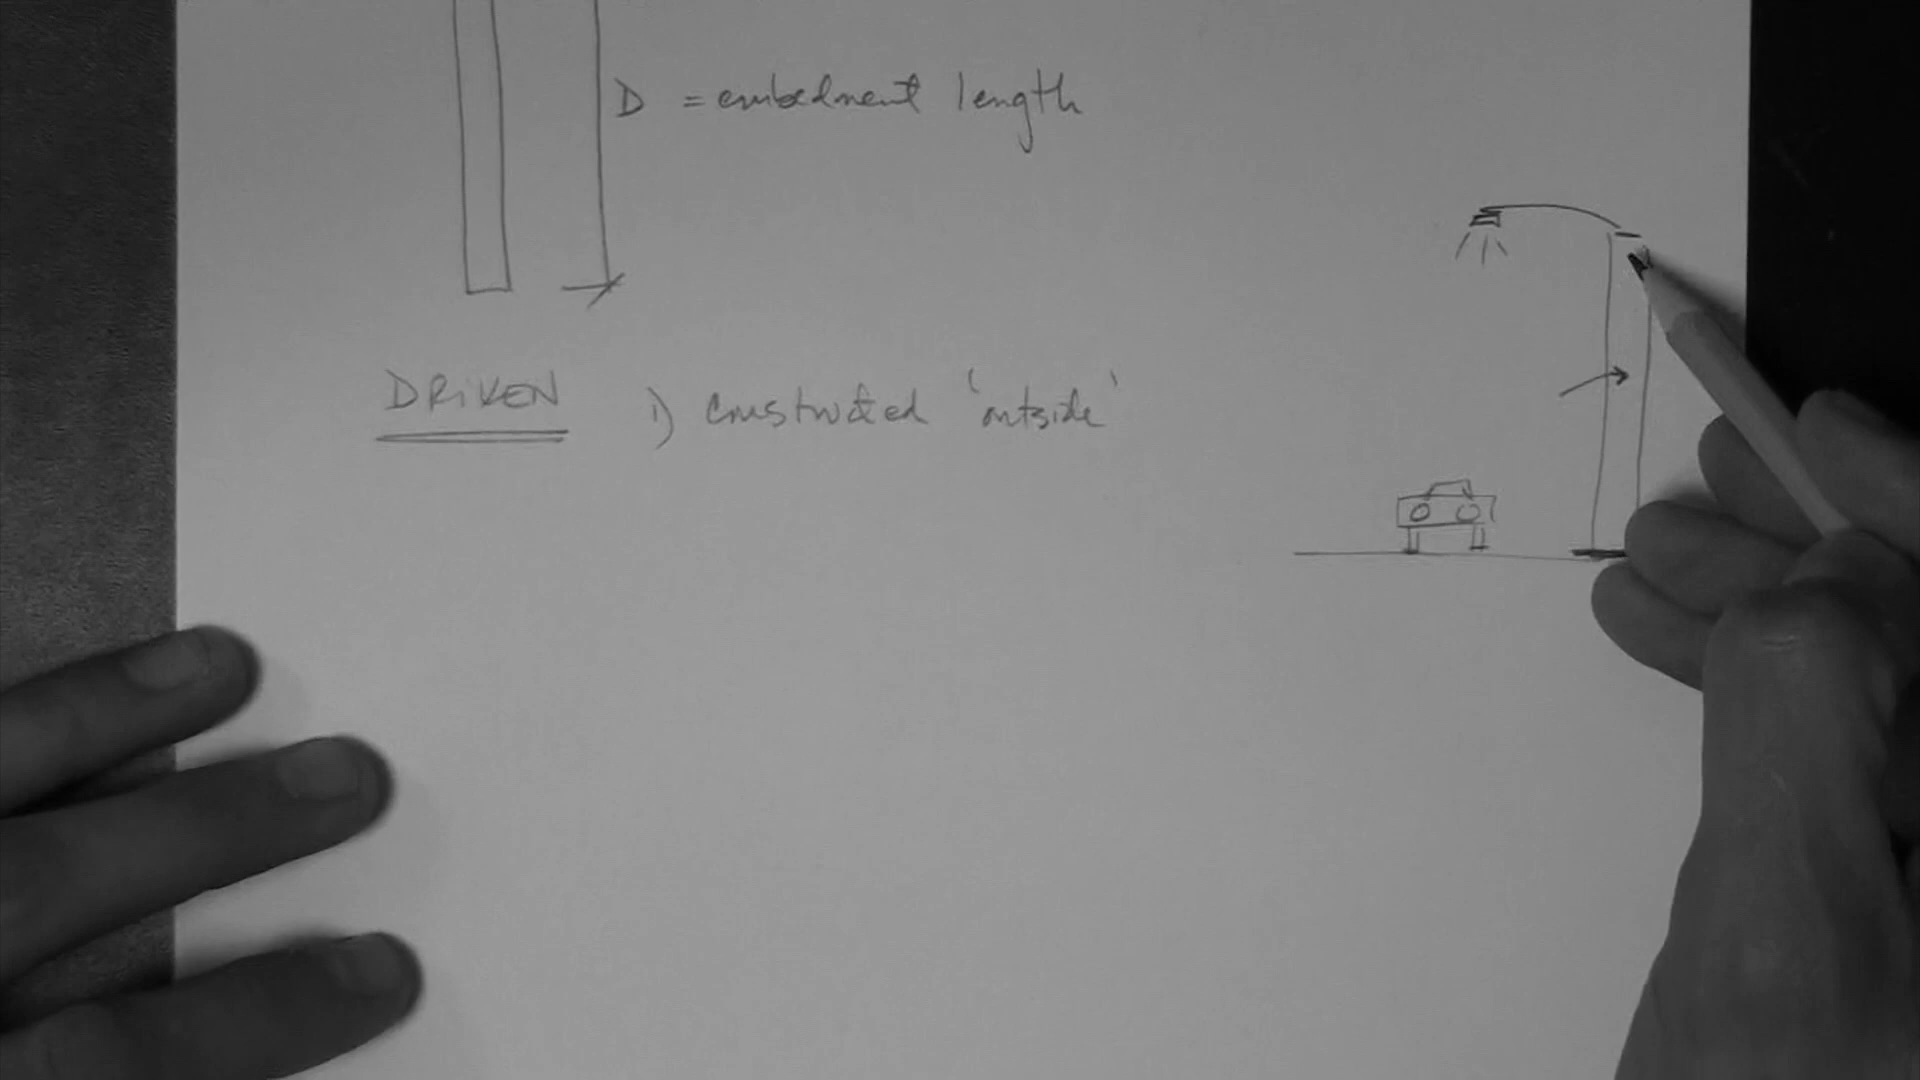 D = embedment length
DRIVEN 1) constructed 'outside'